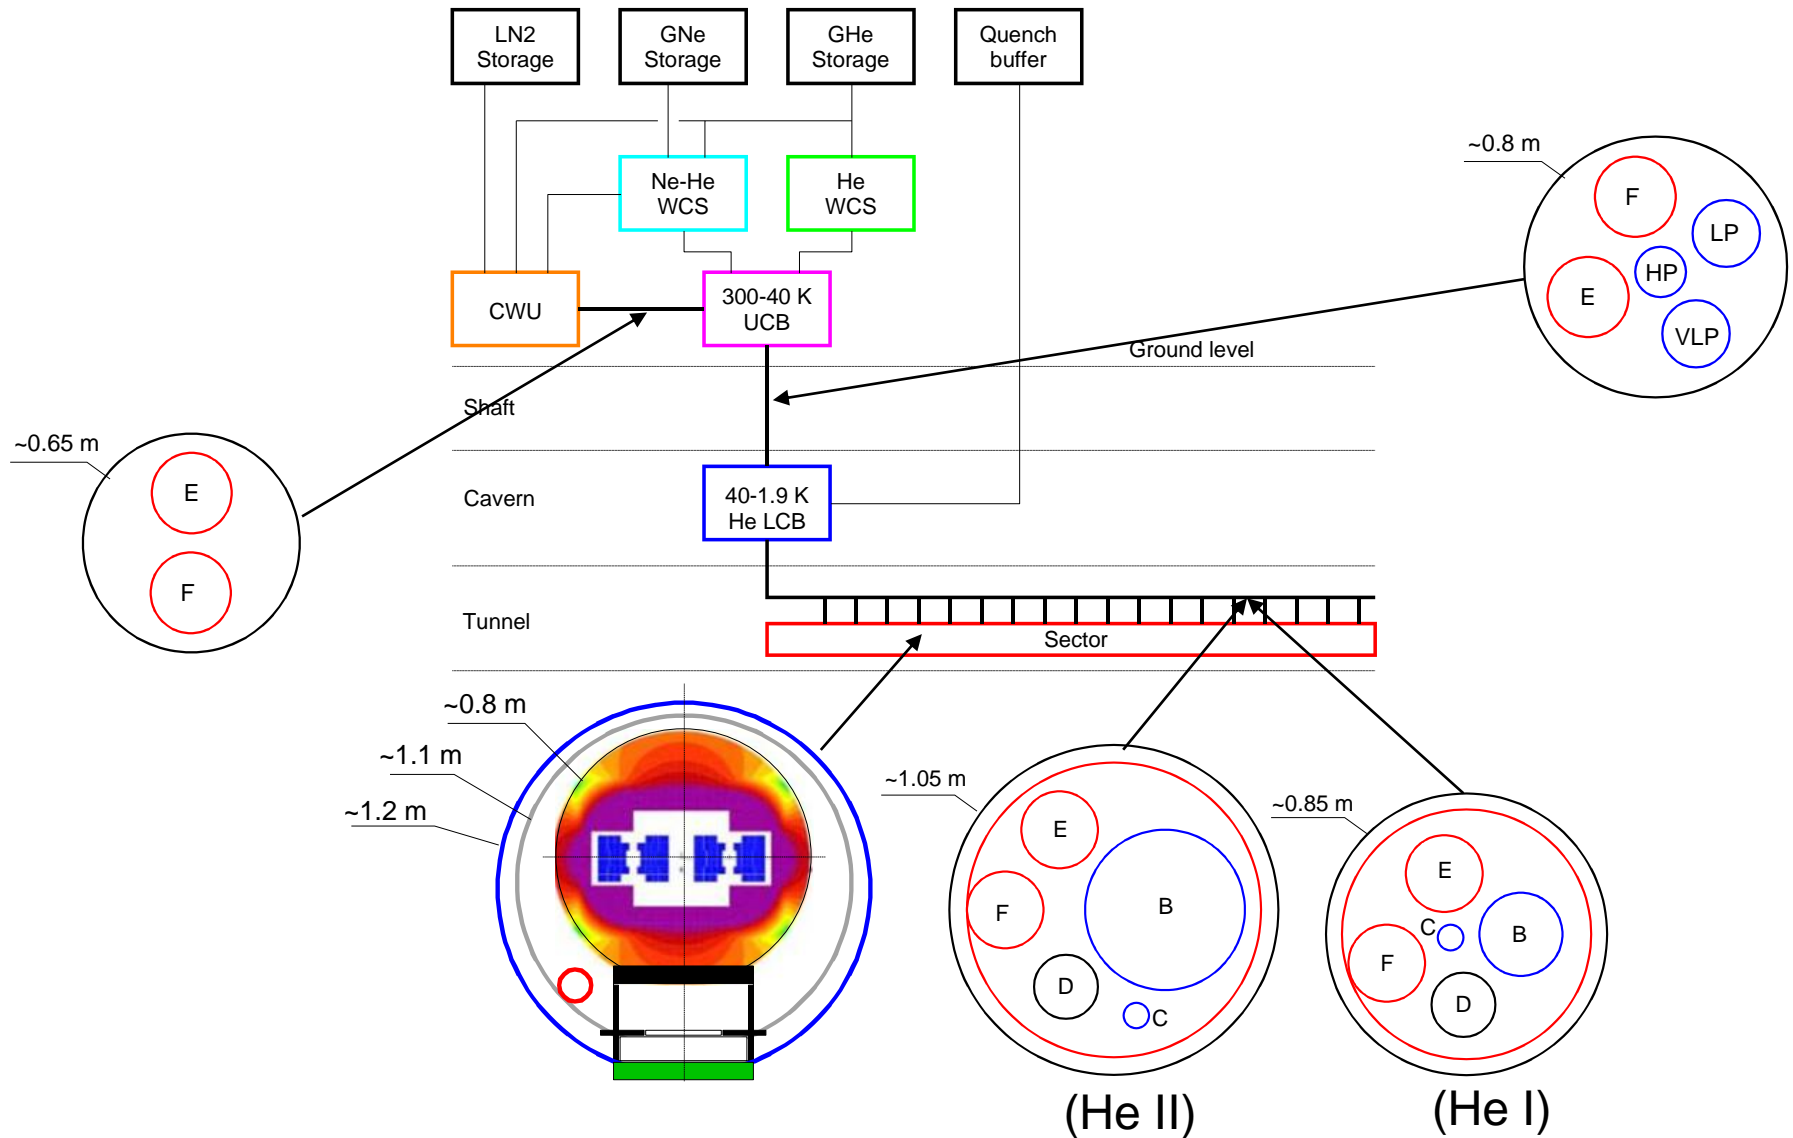 LN2
Storage
GNe
Storage
GHe
Storage
Quench
buffer
~0.8 m
F
LP
HP
E
VLP
Ne-He
WCS
He
WCS
CWU
300-40 K
UCB
Ground level
Shaft
~0.65 m
E
F
Cavern
40-1.9 K
He LCB
Tunnel
Sector
~0.8 m
~1.1 m
~1.2 m
~1.05 m
E
F
B
D
C
(He II)
~0.85 m
E
C
B
F
D
(He I)